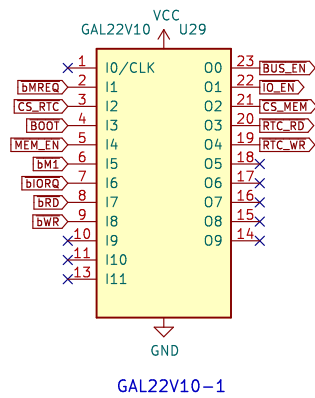 VCC
GAL22V10 U29
1 I0/CLK O0 23 BUS_EN
bMREQ 2 I1 O1 22 IO_EN
CS_RTC 3 I2 O2 21 CS_MEM
BOOT 4 I3 O3 20 RTC_RD
MEM_EN 5 I4 O4 19 RTC_WR
bM1 6 I5 O5 18
bIORQ 7 I6 O6 17
bRD 8 I7 O7 16
bWR 9 I8 O8 15
10 I9 O9 14
11 I10
13 I11
GND
GAL22V10-1